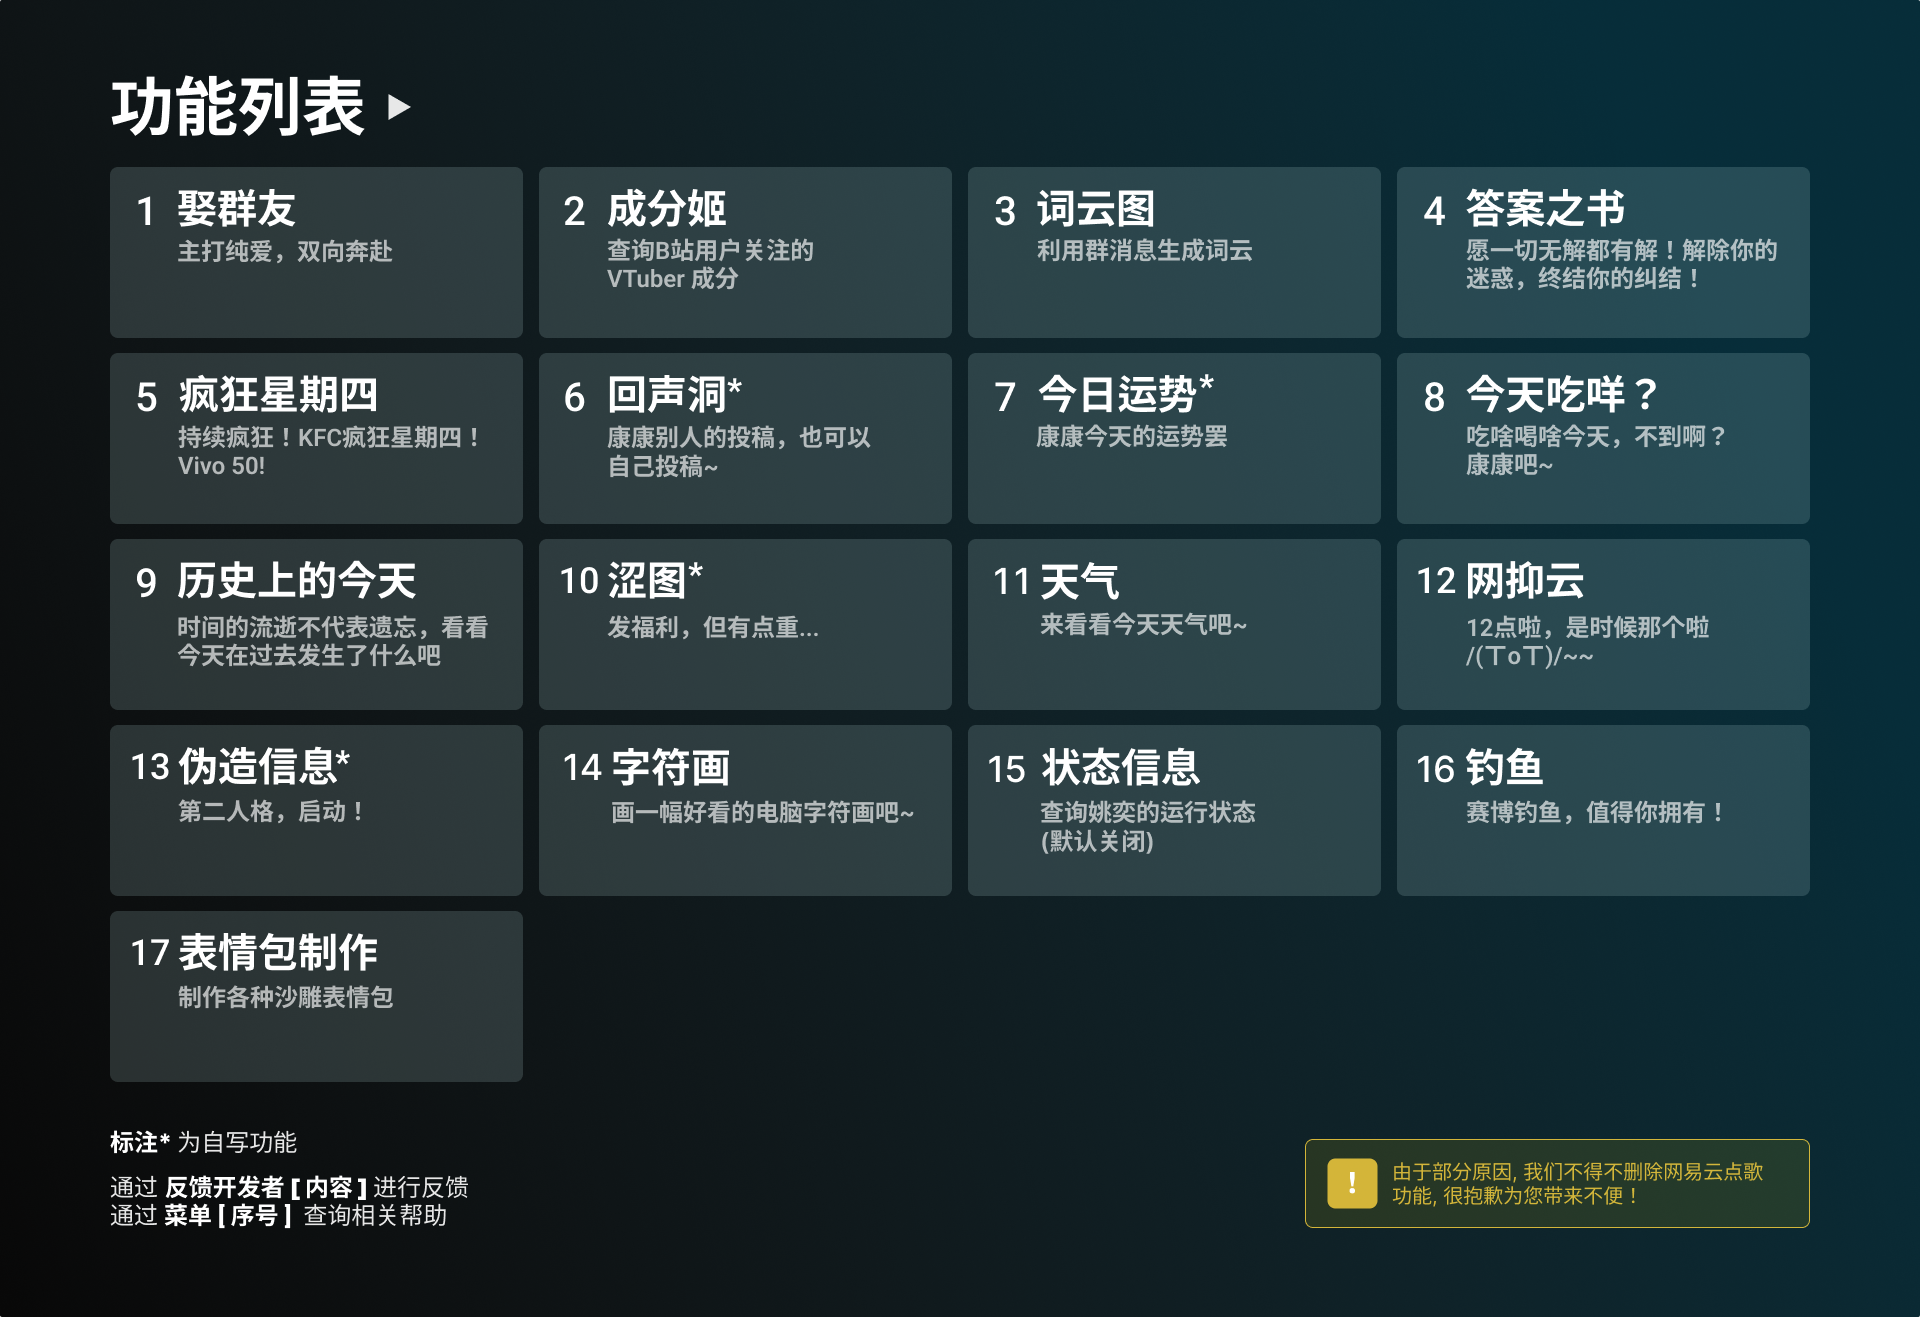 功能列表 ▶
1 娶群友
主打纯爱，双向奔赴
2 成分姬
查询B站用户关注的
VTuber 成分
3 词云图
利用群消息生成词云
4 答案之书
愿一切无解都有解！解除你的
迷惑，终结你的纠结！
5 疯狂星期四
持续疯狂！KFC疯狂星期四！
Vivo 50!
6 回声洞*
康康别人的投稿，也可以
自己投稿~
7 今日运势*
康康今天的运势罢
8 今天吃咩？
吃啥喝啥今天，不到啊？
康康吧~
9 历史上的今天
时间的流逝不代表遗忘，看看
今天在过去发生了什么吧
10 涩图*
发福利，但有点重...
11 天气
来看看今天天气吧~
12 网抑云
12点啦，是时候那个啦
/(ㄒoㄒ)/~~
13 伪造信息*
第二人格，启动！
14 字符画
画一幅好看的电脑字符画吧~
15 状态信息
查询姚奕的运行状态
(默认关闭)
16 钓鱼
赛博钓鱼，值得你拥有！
17 表情包制作
制作各种沙雕表情包
标注* 为自写功能
通过 反馈开发者 [ 内容 ] 进行反馈
通过 菜单 [ 序号 ] 查询相关帮助
!
由于部分原因, 我们不得不删除网易云点歌
功能, 很抱歉为您带来不便！